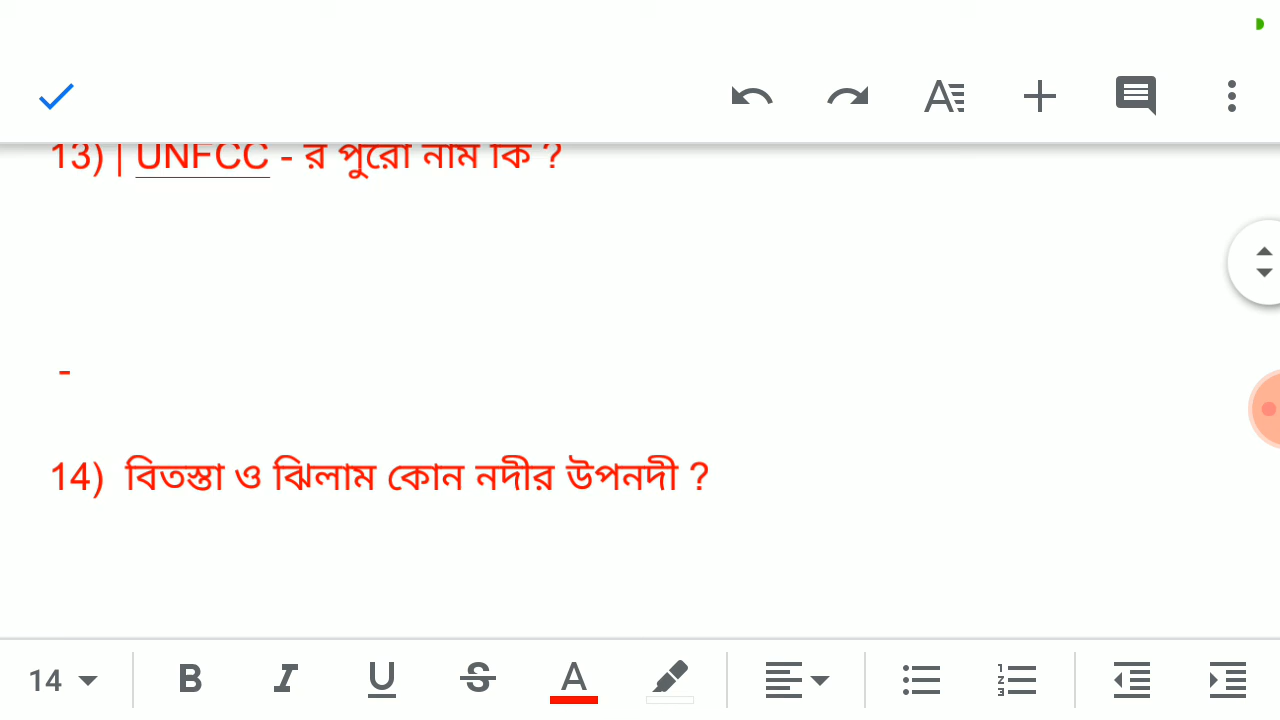 13) | UNFCC - র পুরো নাম কি ?
-
14) বিতস্তা ও ঝিলাম কোন নদীর উপনদী ?
14 B I U S A